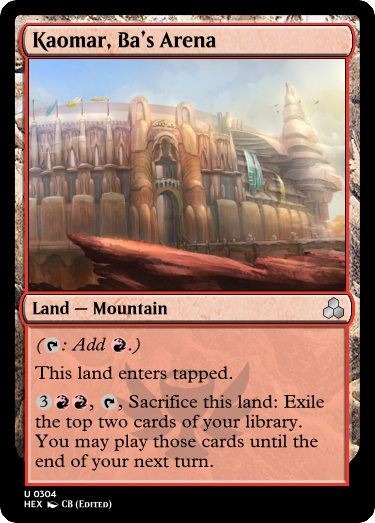 Kaomar, Ba's Arena
Land — Mountain
(: Add .)
This land enters tapped.
3, , Sacrifice this land: Exile
the top two cards of your library.
You may play those cards until the
end of your next turn.
U 0304
HEX CB (Edited)